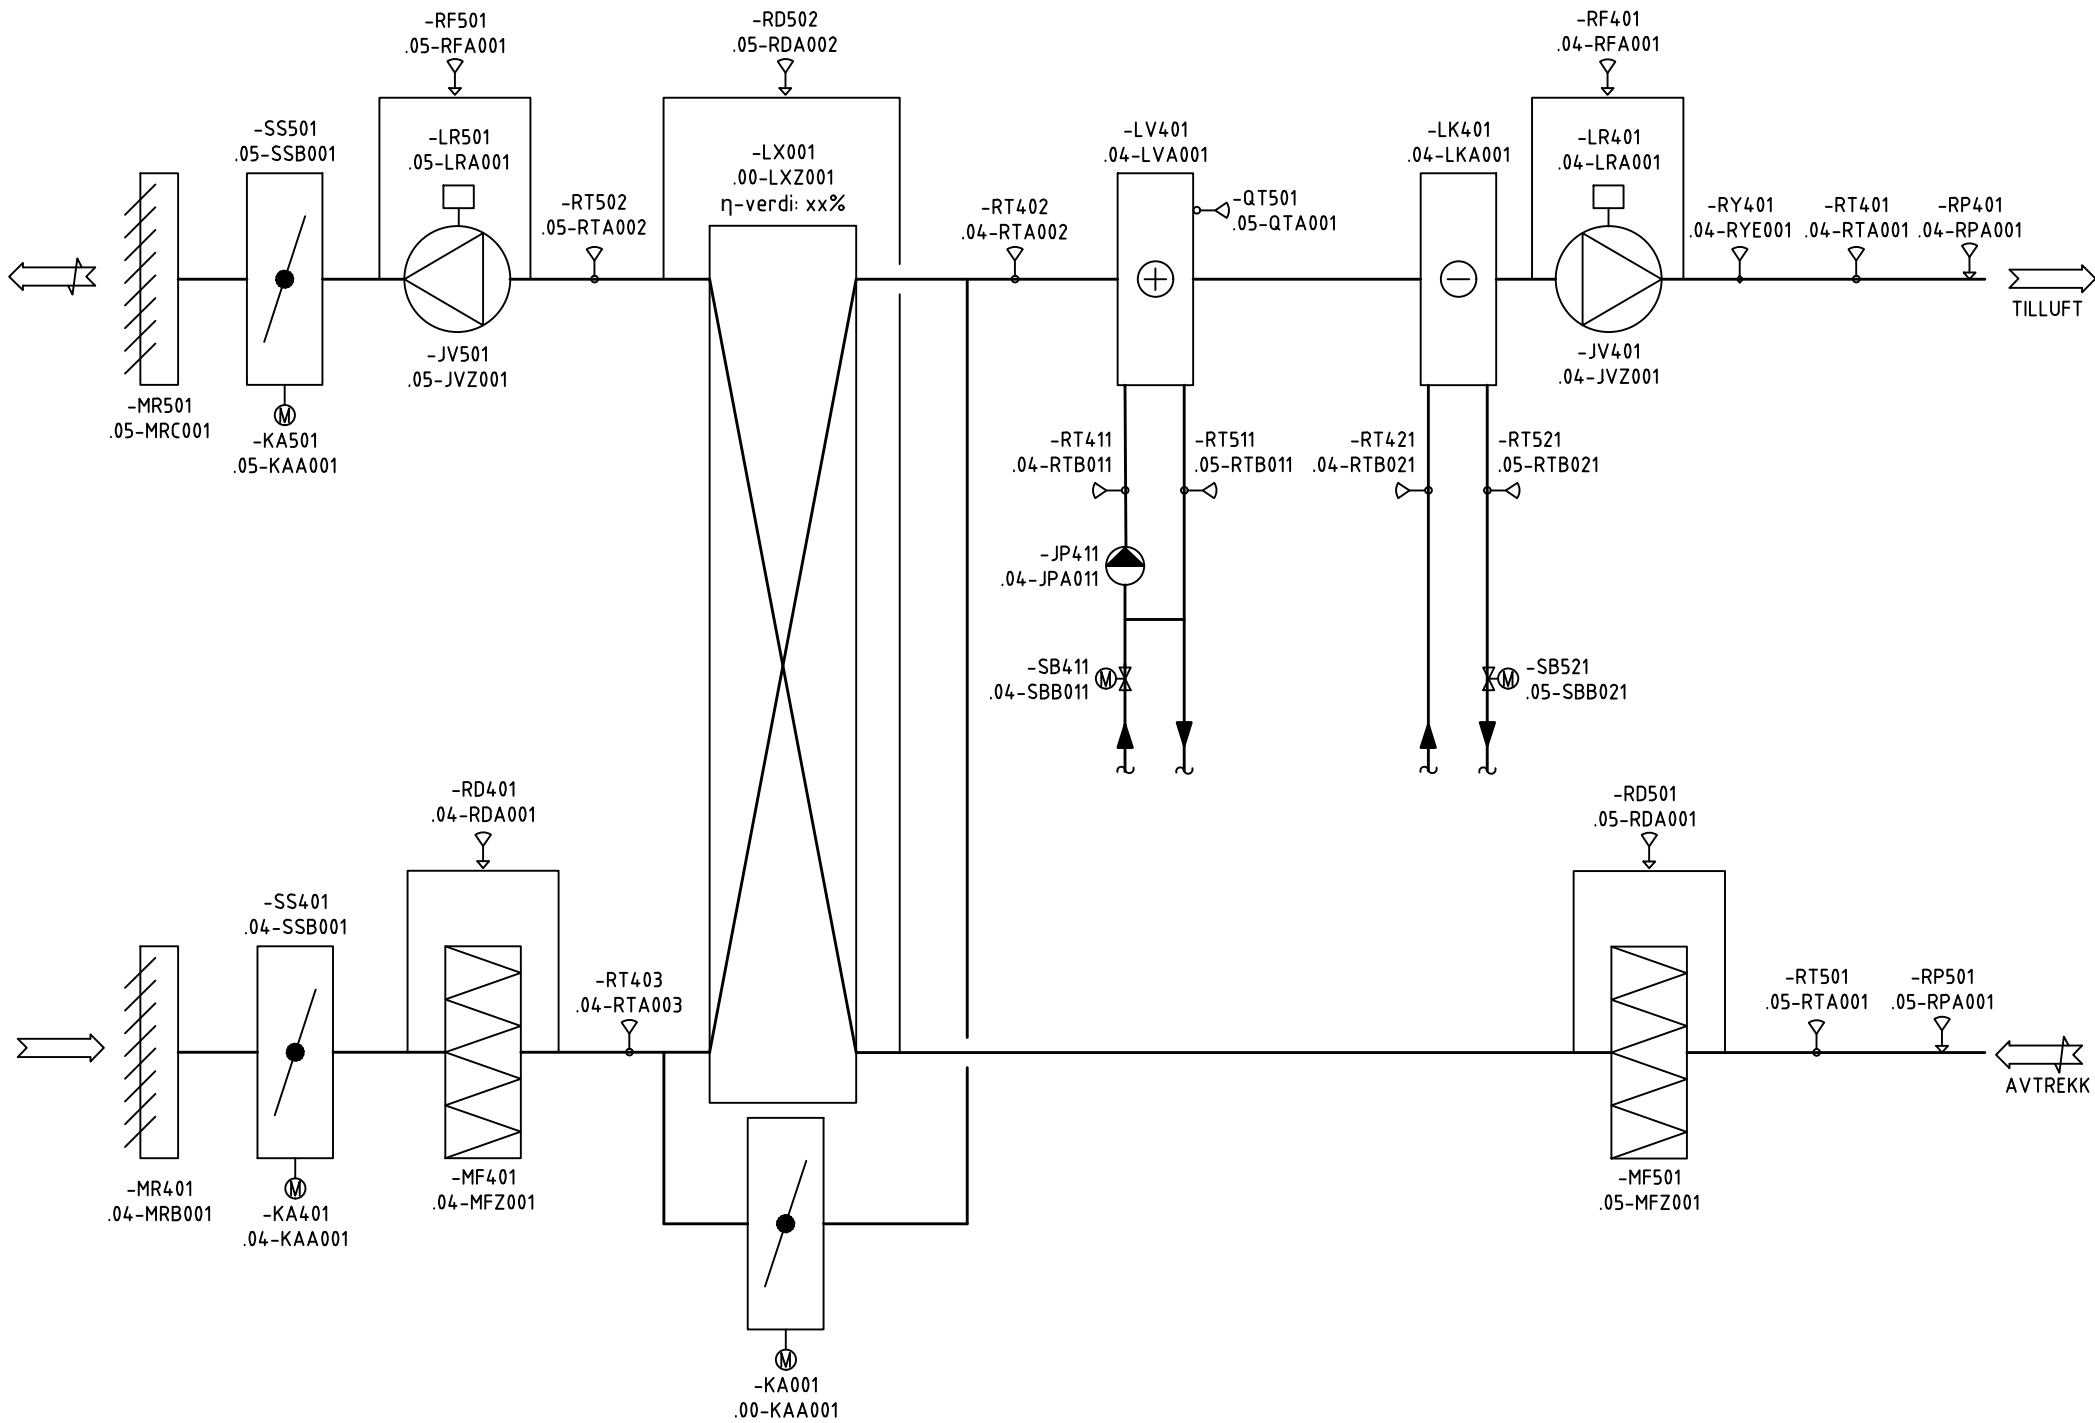 -RF501
.05-RFA001
-RD502
.05-RDA002
-RF401
.04-RFA001
-SS501
.05-SSB001
-LR501
.05-LRA001
-LX001
.00-LXZ001
η-verdi: xx%
-LV401
.04-LVA001
-LK401
.04-LKA001
-LR401
.04-LRA001
-RT502
.05-RTA002
-RT402
.04-RTA002
-QT501
.05-QTA001
-RY401
.04-RYE001
-RT401
.04-RTA001
-RP401
.04-RPA001
TILLUFT
-JV501
.05-JVZ001
-JV401
.04-JVZ001
-MR501
.05-MRC001
M
-KA501
.05-KAA001
-RT411
.04-RTB011
-RT511
.05-RTB011
-RT421
.04-RTB021
-RT521
.05-RTB021
-JP411
.04-JPA011
-SB411
.04-SBB011
M
M
-SB521
.05-SBB021
-RD401
.04-RDA001
-RD501
.05-RDA001
-SS401
.04-SSB001
-RT403
.04-RTA003
-RT501
.05-RTA001
-RP501
.05-RPA001
AVTREKK
-MR401
.04-MRB001
M
-KA401
.04-KAA001
-MF401
.04-MFZ001
-MF501
.05-MFZ001
M
-KA001
.00-KAA001